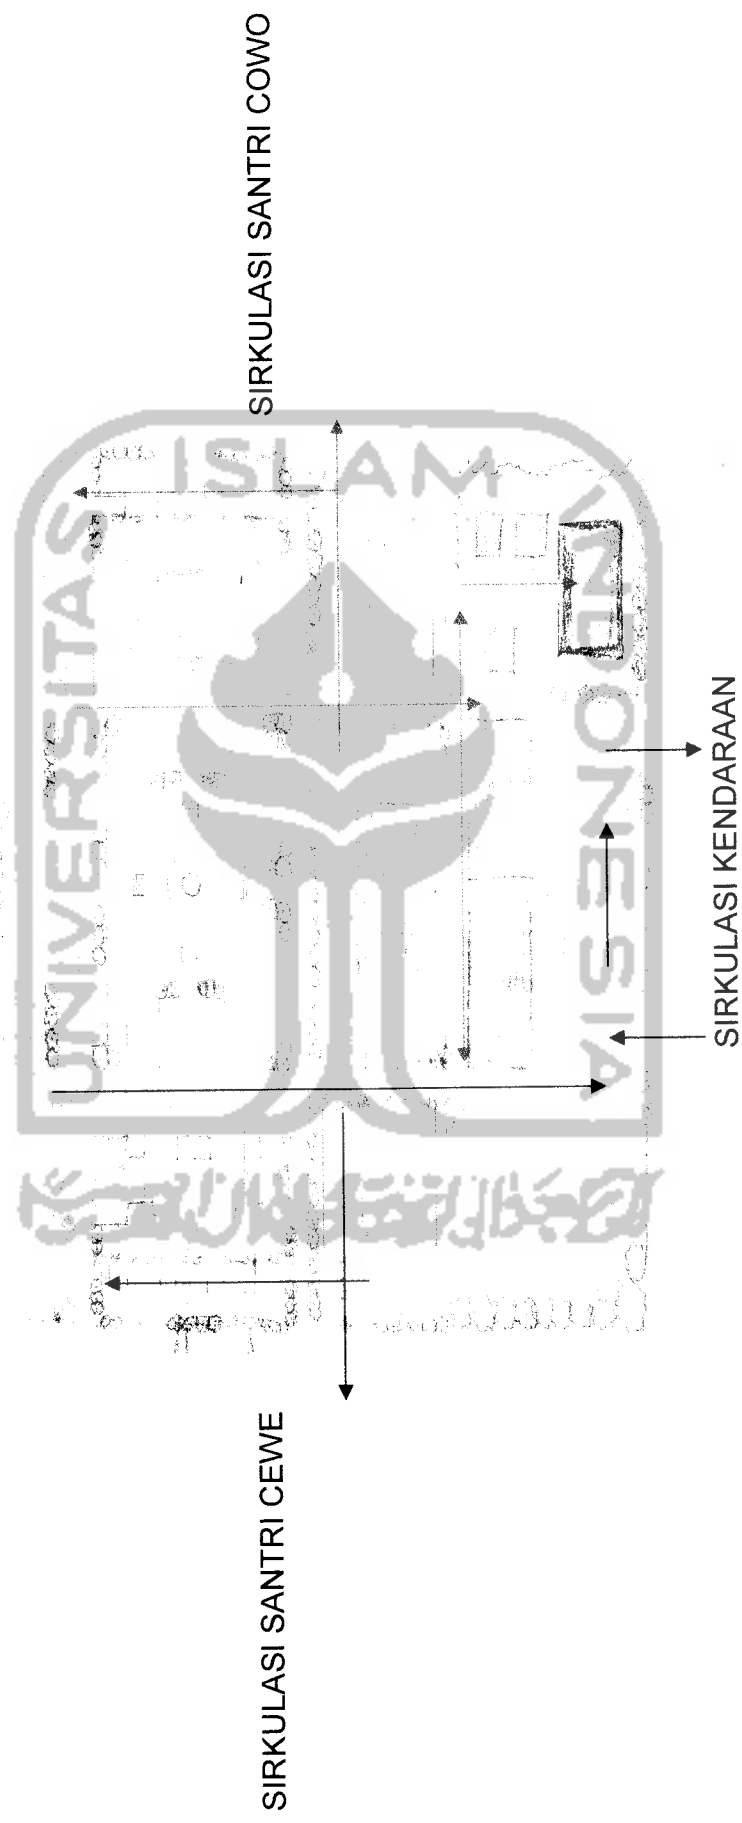 SIRKULASI SANTRI CEWE
SIRKULASI SANTRI COWO
SIRKULASI KENDARAAN
UNIVERSITAS
ISLAM
INDONESIA